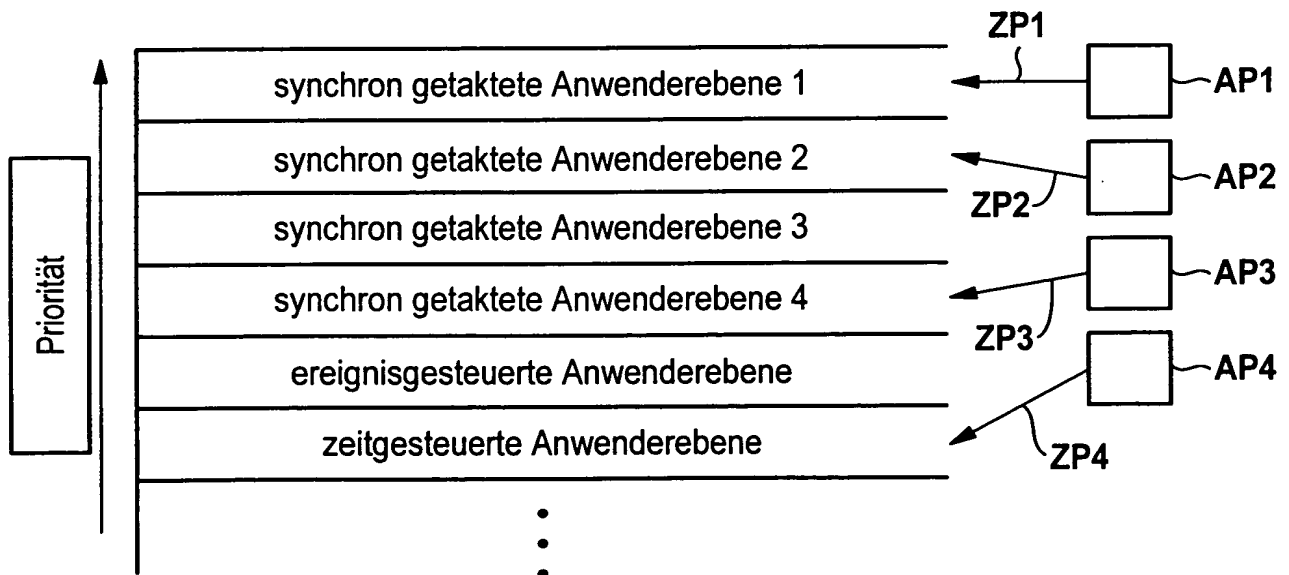 ZP1
synchron getaktete Anwenderebene 1
AP1
synchron getaktete Anwenderebene 2
AP2
ZP2
synchron getaktete Anwenderebene 3
AP3
synchron getaktete Anwenderebene 4
ZP3
Priorität
ereignisgesteuerte Anwenderebene
AP4
zeitgesteuerte Anwenderebene
ZP4